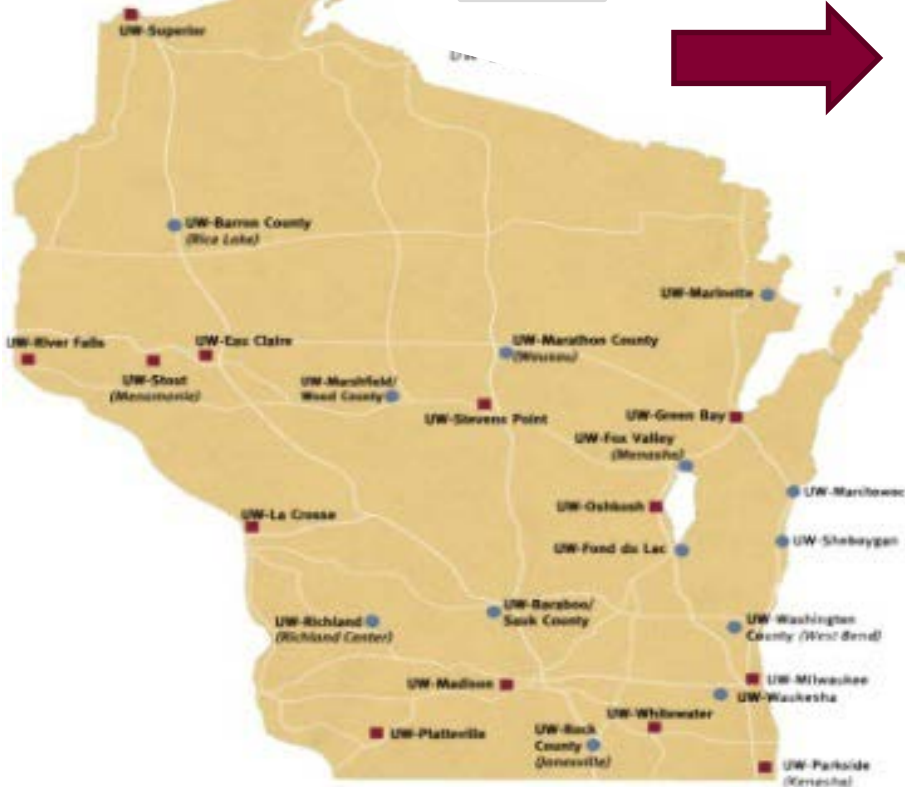 UW-Superior
UW-Barron County
(Rice Lake)
UW-Marinette
UW-River Falls
UW-Eau Claire
UW-Marathon County
(Wausau)
UW-Stout
(Menomonie)
UW-Marshfield/
Wood County
UW-Stevens Point
UW-Green Bay
UW-Fox Valley
(Menasha)
UW-Manitowoc
UW-Oshkosh
UW-La Crosse
UW-Sheboygan
UW-Fond du Lac
UW-Baraboo/
Sauk County
UW-Richland
(Richland Center)
UW-Washington
County (West Bend)
UW-Madison
UW-Milwaukee
UW-Waukesha
UW-Whitewater
UW-Platteville
UW-Rock
County
(Janesville)
UW-Parkside
(Kenosha)